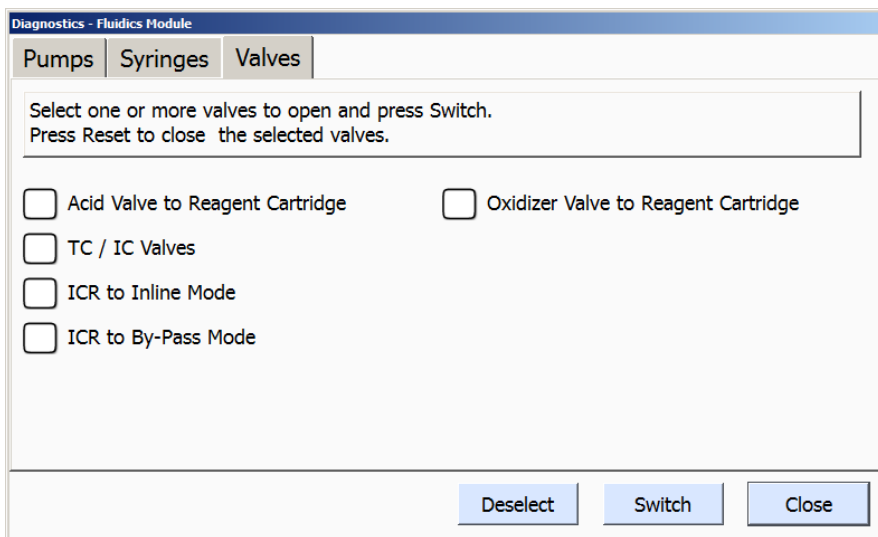 Diagnostics - Fluidics Module
Pumps Syringes Valves
Select one or more valves to open and press Switch.
Press Reset to close the selected valves.
Acid Valve to Reagent Cartridge Oxidizer Valve to Reagent Cartridge
TC / IC Valves
ICR to Inline Mode
ICR to By-Pass Mode
Deselect Switch Close